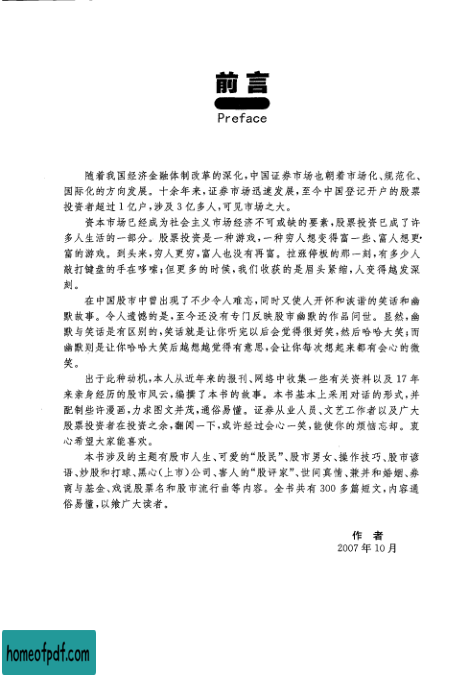 前言
Preface
随着我国经济金融体制改革的深化,中国证券市场也朝着市场化、规范化、
国际化的方向发展。十余年来,证券市场迅速发展,至今中国登记开户的股票
投资者超过1亿户,涉及3亿多人,可见市场之大。
资本市场已经成为社会主义市场经济不可或缺的要素,股票投资已成了许
多人生活的一部分。股票投资是一种游戏,一种穷人想变得富一些、富人想更
富的游戏。到头来,穷人更穷,富人也没有再富。拉涨停板的那一刻,有多少人
敲打键盘的手在哆嗦;但更多的时候,我们收获的是眉头紧缩,人变得越发深
刻。
在中国股市中曾出现了不少令人难忘,同时又使人开怀和诙谐的笑话和幽
默故事。令人遗憾的是,至今还没有专门反映股市幽默的作品问世。显然,幽
默与笑话是有区别的,笑话就是让你听完以后会觉得很好笑,然后哈哈大笑;而
幽默则是让你哈哈大笑后越想越觉得有意思,会让你每次想起来都有会心的微
笑。
出于此种动机,本人从近年来的报刊、网络中收集一些有关资料以及17年
来亲身经历的股市风云,编撰了本书的故事。本书基本上采用对话的形式,并
配制些许漫画,力求图文并茂,通俗易懂。证券从业人员、文艺工作者以及广大
股票投资者在投资之余,翻阅一下,或许经过会心一笑,能使你的烦恼忘却。衷
心希望大家能喜欢。
本书涉及的主题有股市人生、可爱的“股民”、股市男女、操作技巧、股市谚
语、炒股和打球、黑心(上市)公司、害人的“股评家”、世间真情、兼并和婚姻、券
商与基金、戏说股票名和股市流行曲等内容。全书共有300多篇短文,内容通
俗易懂,以飨广大读者。
作者
2007年10月
homeofpdf.com